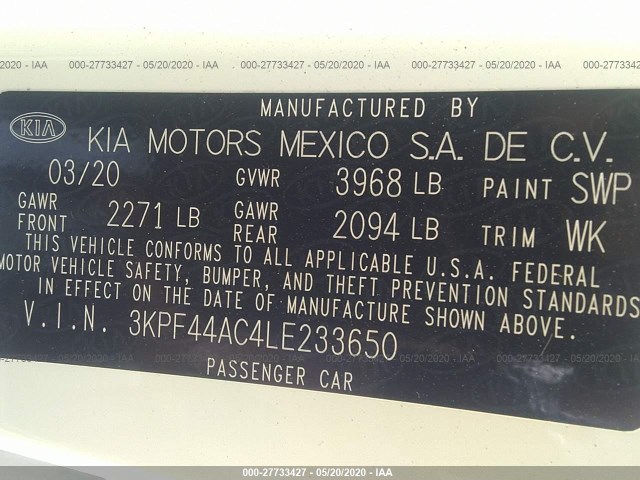 000-27733427 - 05/20/2020 - IAA
MANUFACTURED BY
KIA KIA MOTORS MEXICO S.A. DE C.V.
03/20 GVWR 3968 LB PAINT SWP
GAWR FRONT 2271 LB GAWR REAR 2094 LB TRIM WK
THIS VEHICLE CONFORMS TO ALL APPLICABLE U.S.A. FEDERAL
MOTOR VEHICLE SAFETY, BUMPER, AND THEFT PREVENTION STANDARDS
IN EFFECT ON THE DATE OF MANUFACTURE SHOWN ABOVE.
V.I.N. 3KPF44AC4LE233650
PASSENGER CAR
000-27733427 - 05/20/2020 - IAA